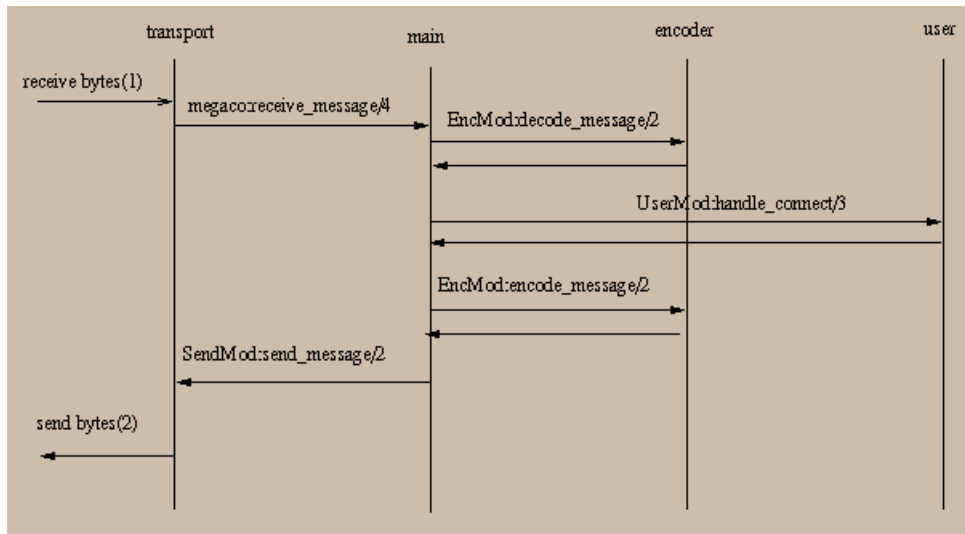 transport
main
encoder
user
receive bytes(1)
megaco:receive_message/4
EncMod:decode_message/2
UserMod:handle_connect/3
EncMod:encode_message/2
SendMod:send_message/2
send bytes(2)